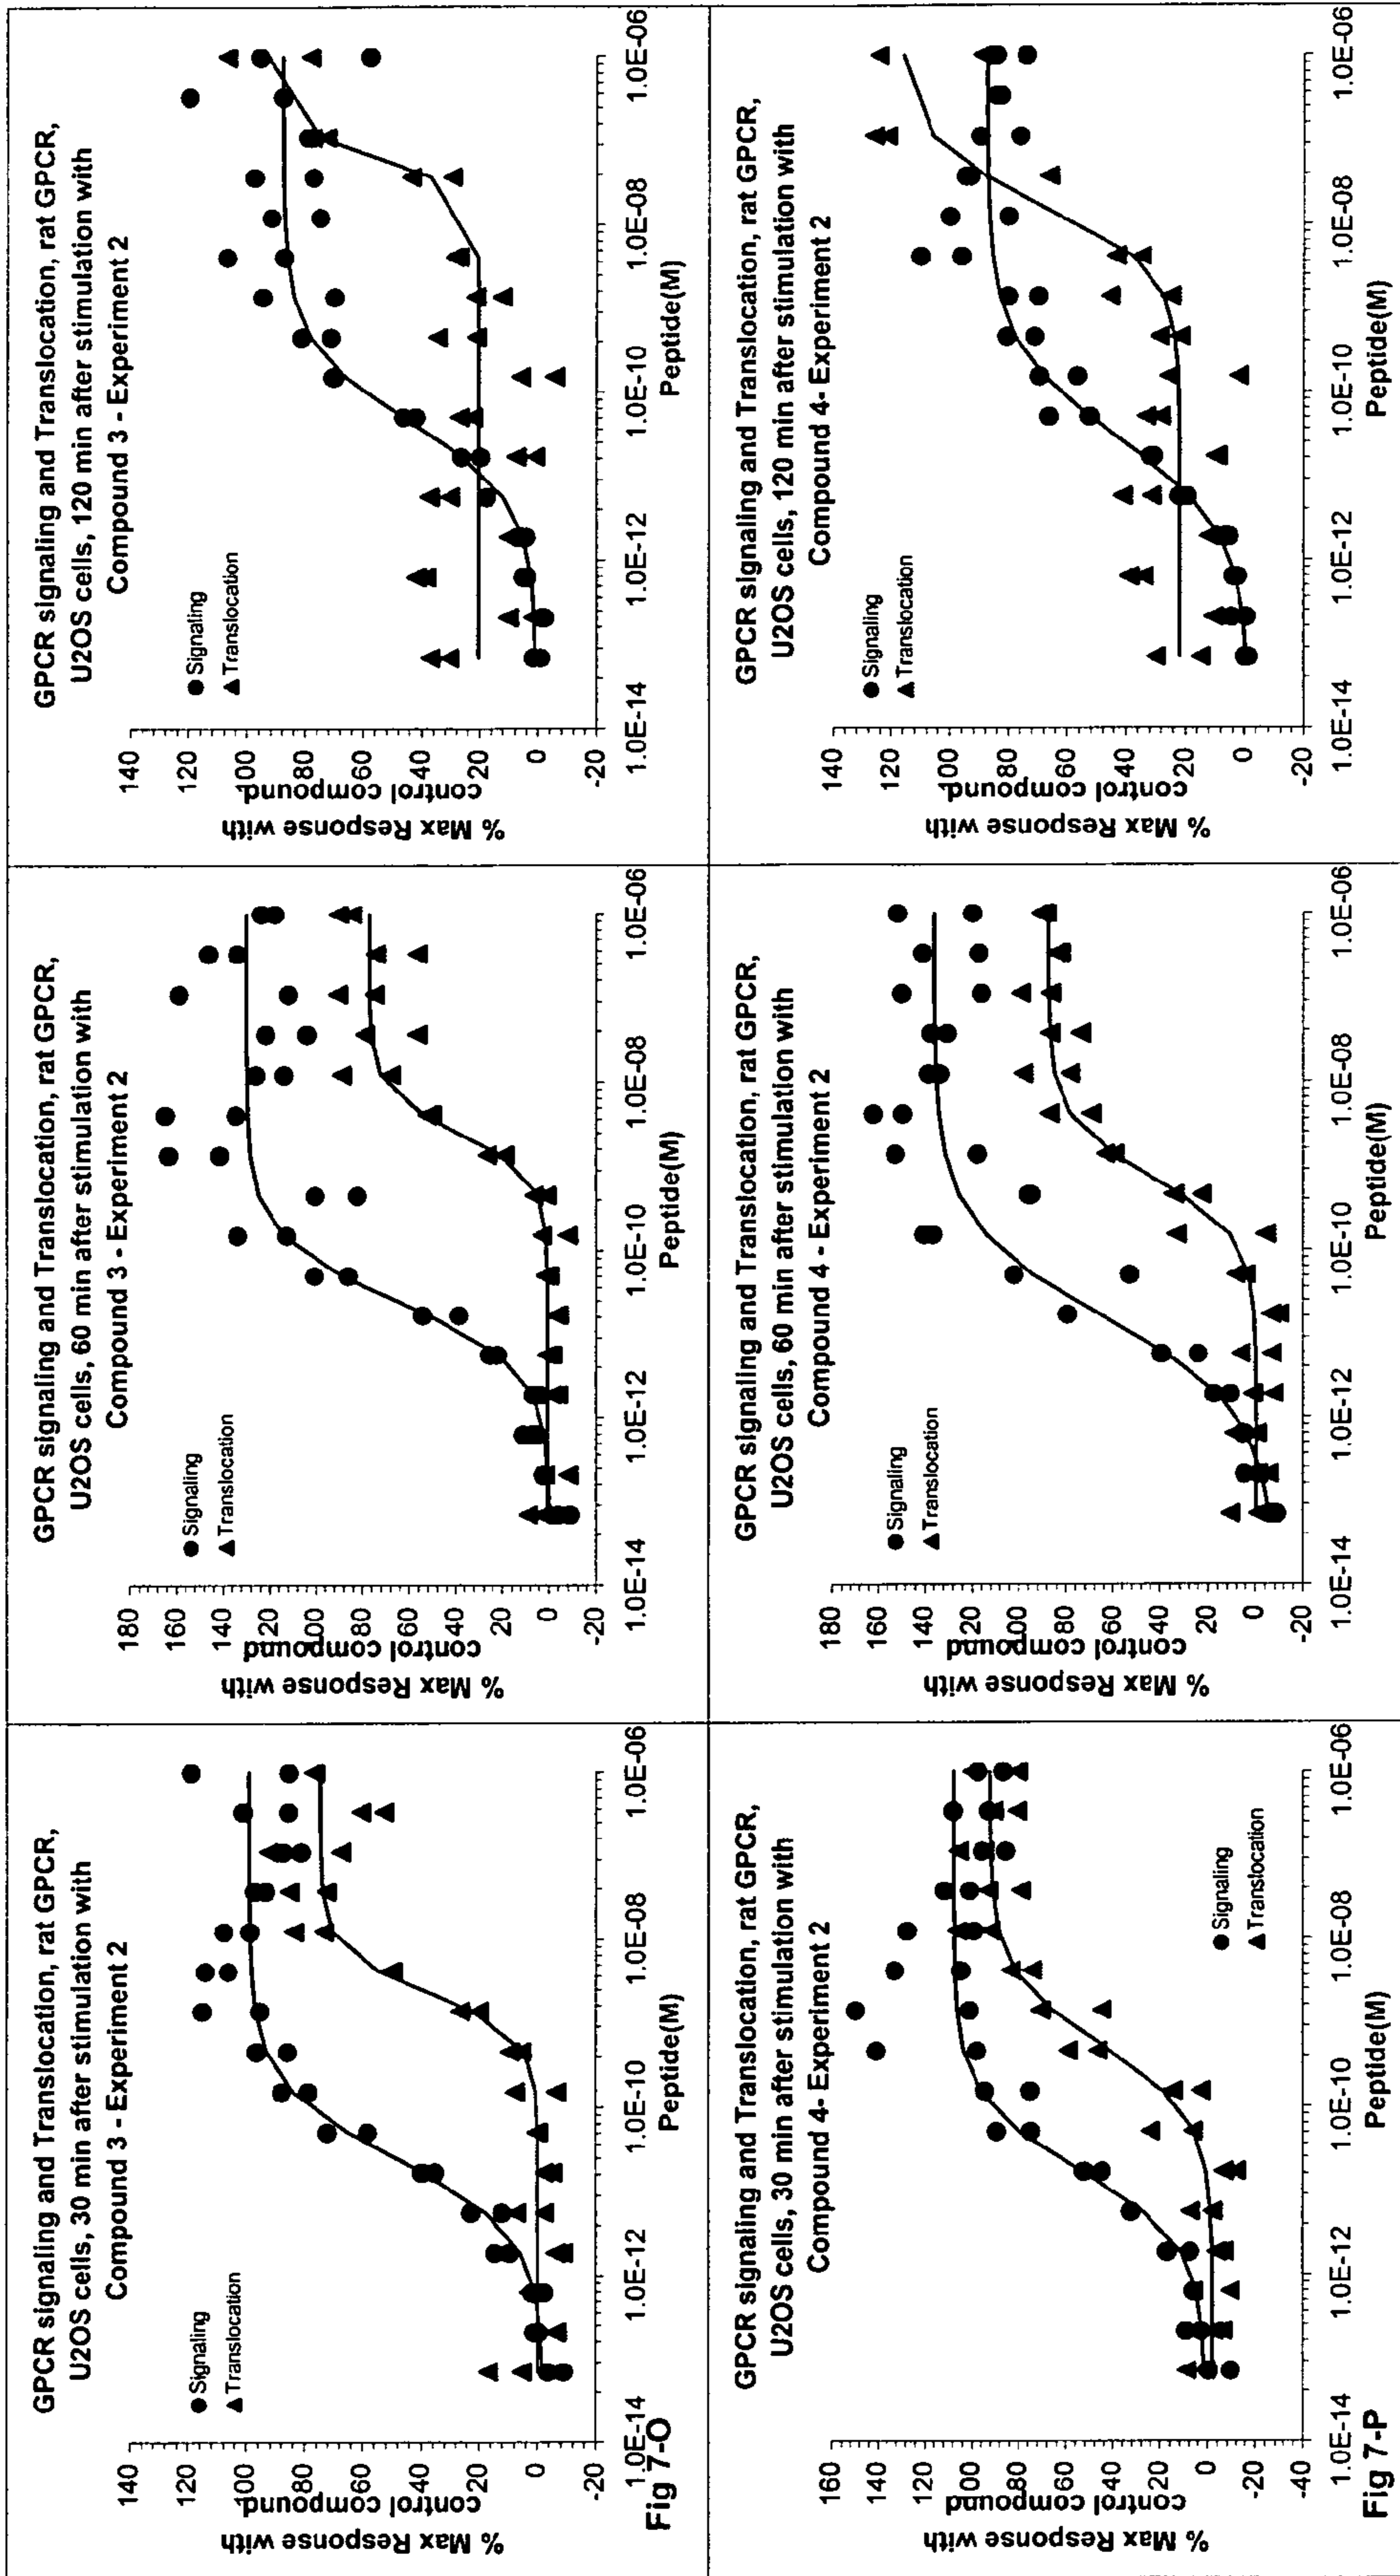 GPCR signaling and Translocation, rat GPCR,
U2OS cells, 30 min after stimulation with
Compound 3 - Experiment 2
Signaling
Translocation
% Max Response with
control compound
140
120
100
80
60
40
20
0
-20
1.0E-14
1.0E-12
1.0E-10
1.0E-08
1.0E-06
Peptide(M)
Fig 7-O
GPCR signaling and Translocation, rat GPCR,
U2OS cells, 60 min after stimulation with
Compound 3 - Experiment 2
Signaling
Translocation
% Max Response with
control compound
180
160
140
120
100
80
60
40
20
0
-20
1.0E-14
1.0E-12
1.0E-10
1.0E-08
1.0E-06
Peptide(M)
GPCR signaling and Translocation, rat GPCR,
U2OS cells, 120 min after stimulation with
Compound 3 - Experiment 2
Signaling
Translocation
% Max Response with
control compound
140
120
100
80
60
40
20
0
-20
1.0E-14
1.0E-12
1.0E-10
1.0E-08
1.0E-06
Peptide(M)
GPCR signaling and Translocation, rat GPCR,
U2OS cells, 30 min after stimulation with
Compound 4- Experiment 2
Signaling
Translocation
% Max Response with
control compound
160
140
120
100
80
60
40
20
0
-20
-40
1.0E-14
1.0E-12
1.0E-10
1.0E-08
1.0E-06
Peptide(M)
Fig 7-P
GPCR signaling and Translocation, rat GPCR,
U2OS cells, 60 min after stimulation with
Compound 4 - Experiment 2
Signaling
Translocation
% Max Response with
control compound
180
160
140
120
100
80
60
40
20
0
-20
1.0E-14
1.0E-12
1.0E-10
1.0E-08
1.0E-06
Peptide(M)
GPCR signaling and Translocation, rat GPCR,
U2OS cells, 120 min after stimulation with
Compound 4- Experiment 2
Signaling
Translocation
% Max Response with
control compound
140
120
100
80
60
40
20
0
-20
1.0E-14
1.0E-12
1.0E-10
1.0E-08
1.0E-06
Peptide(M)